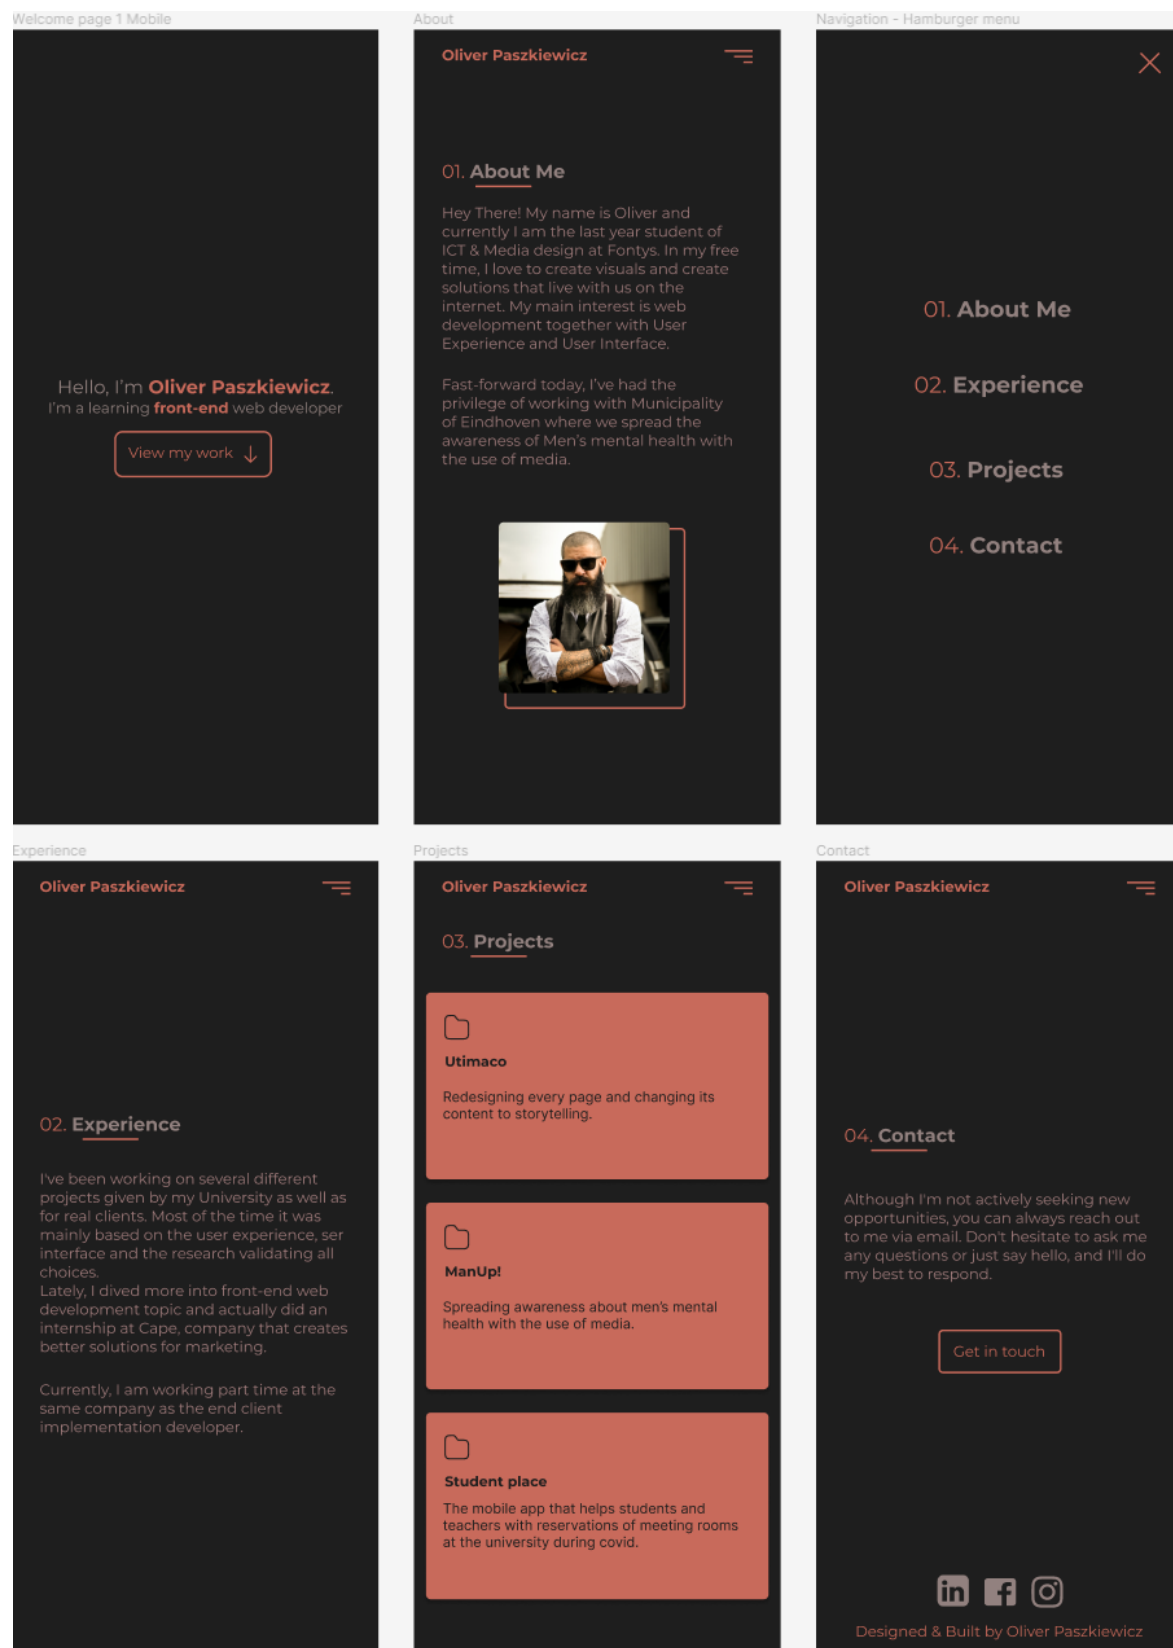 Welcome page 1 Mobile
Hello, I'm Oliver Paszkiewicz.
I'm a learning front-end web developer
View my work
About
Oliver Paszkiewicz
01. About Me
Hey There! My name is Oliver and
currently I am the last year student of
ICT & Media design at Fontys. In my free
time, I love to create visuals and create
solutions that live with us on the
internet. My main interest is web
development together with User
Experience and User Interface.
Fast-forward today, I've had the
privilege of working with Municipality
of Eindhoven where we spread the
awareness of Men's mental health with
the use of media.
Navigation - Hamburger menu
01. About Me
02. Experience
03. Projects
04. Contact
Experience
Oliver Paszkiewicz
02. Experience
I've been working on several different
projects given by my University as well as
for real clients. Most of the time it was
mainly based on the user experience, ser
interface and the research validating all
choices.
Lately, I dived more into front-end web
development topic and actually did an
internship at Cape, company that creates
better solutions for marketing.
Currently, I am working part time at the
same company as the end client
implementation developer.
Projects
Oliver Paszkiewicz
03. Projects
Utimaco
Redesigning every page and changing its
content to storytelling.
ManUp!
Spreading awareness about men's mental
health with the use of media.
Student place
The mobile app that helps students and
teachers with reservations of meeting rooms
at the university during covid.
Contact
Oliver Paszkiewicz
04. Contact
Although I'm not actively seeking new
opportunities, you can always reach out
to me via email. Don't hesitate to ask me
any questions or just say hello, and I'll do
my best to respond.
Get in touch
in
Designed & Built by Oliver Paszkiewicz